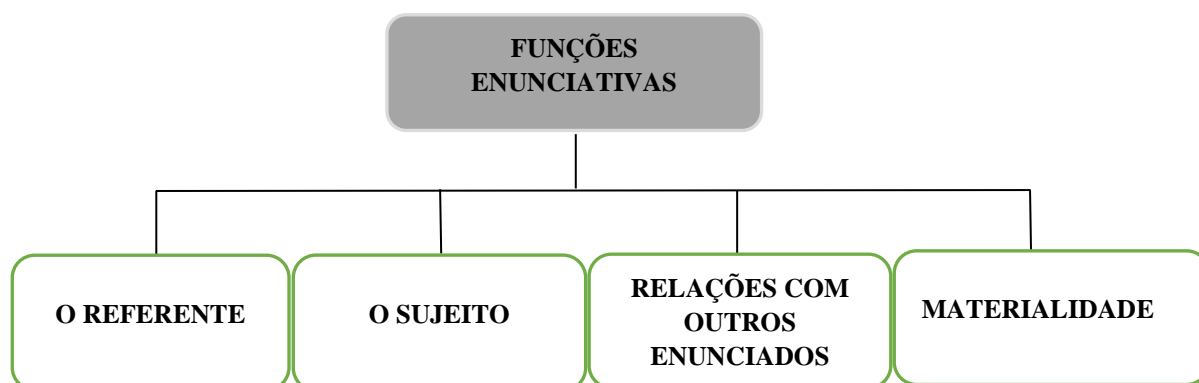 FUNÇÕES
ENUNCIATIVAS
O REFERENTE
O SUJEITO
RELAÇÕES COM
OUTROS
ENUNCIADOS
MATERIALIDADE